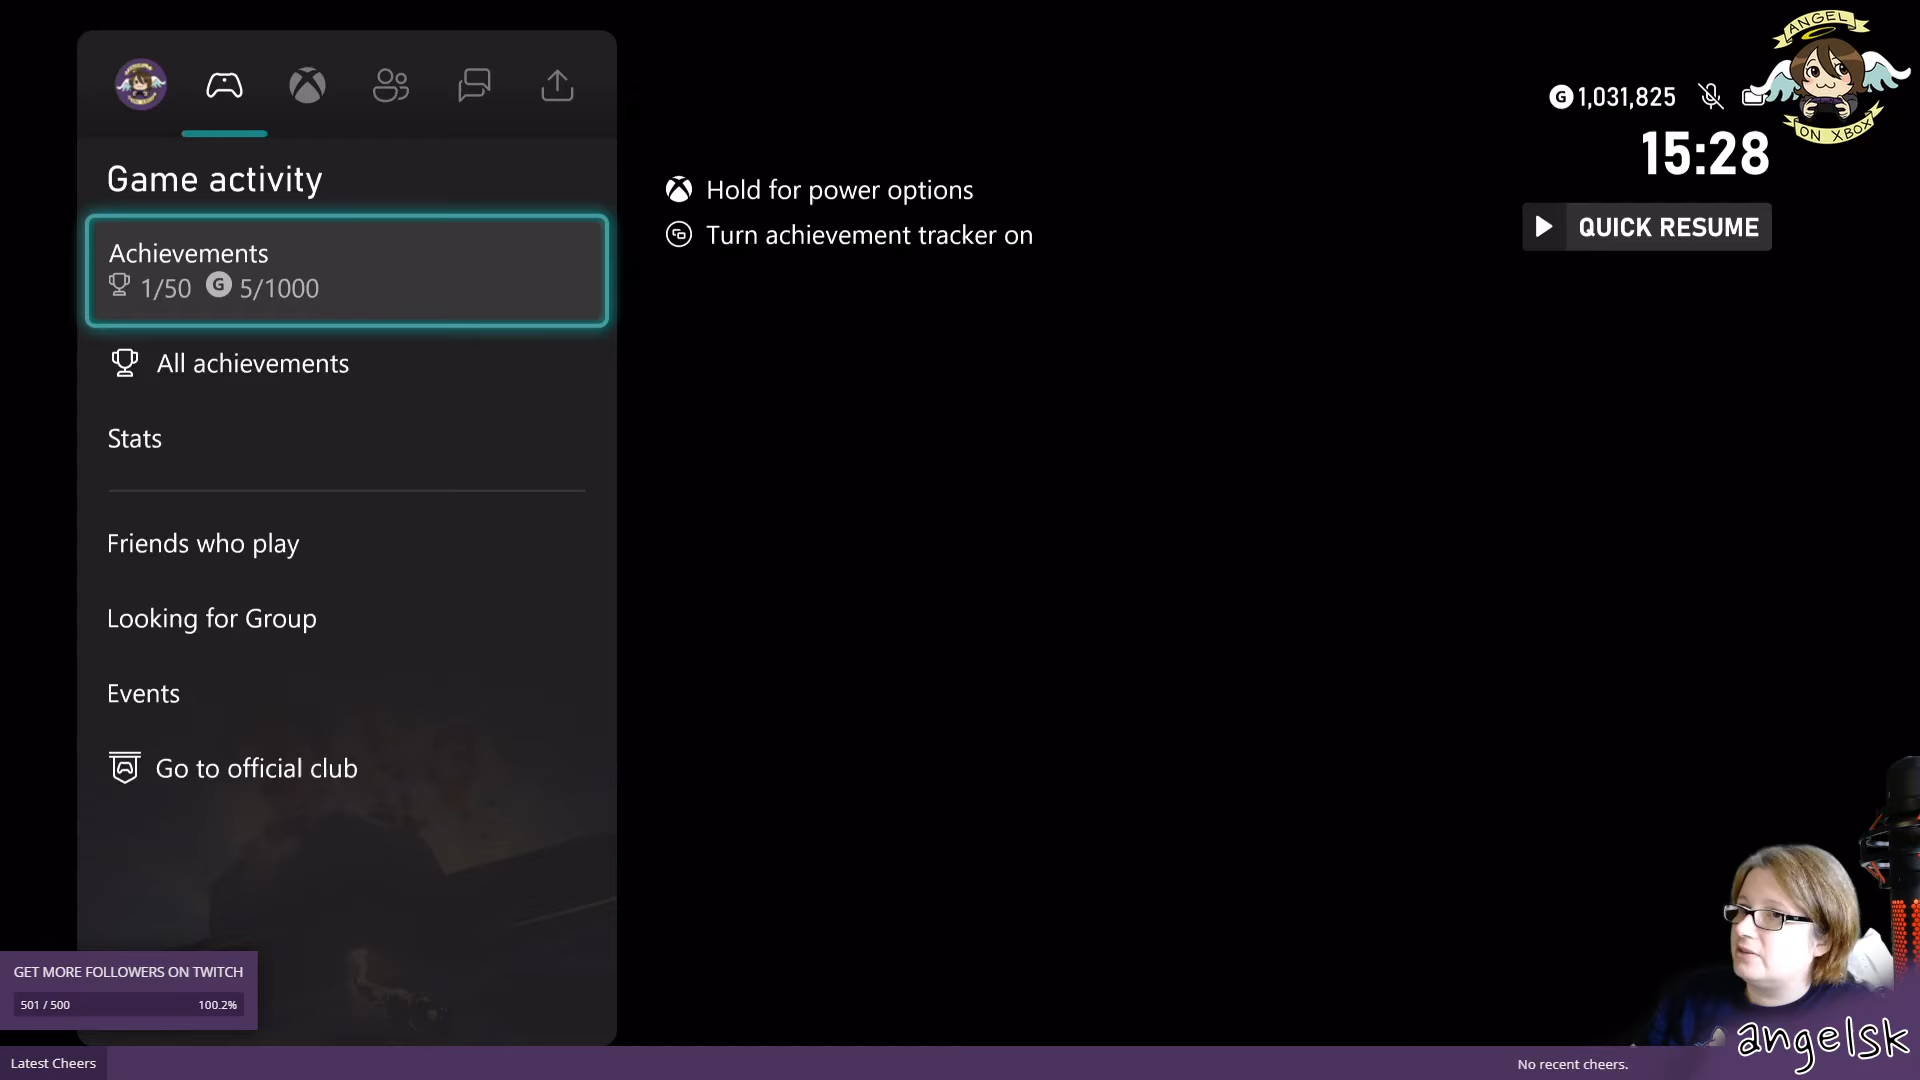 ANGEL
ON XBOX
G 1,031,825
15:28
QUICK RESUME
Game activity
Achievements
1/50 G 5/1000
All achievements
Stats
Friends who play
Looking for Group
Events
Go to official club
Hold for power options
Turn achievement tracker on
GET MORE FOLLOWERS ON TWITCH
501 / 500 100.2%
angelsk
Latest Cheers
No recent cheers.